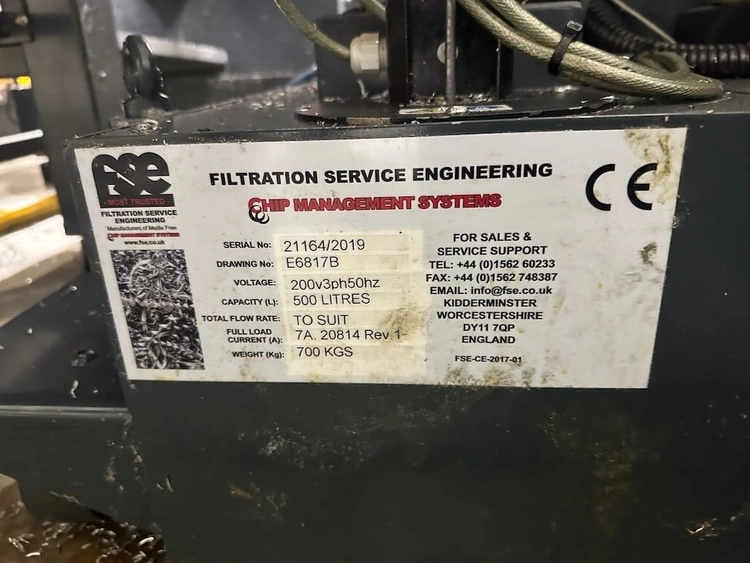 fse
- MOST TRUSTED -
FILTRATION SERVICE
ENGINEERING
Manufacturers of Media Free
CHIP MANAGEMENT SYSTEMS
www.fse.co.uk
FILTRATION SERVICE ENGINEERING
CHIP MANAGEMENT SYSTEMS
CE
SERIAL No: 21164/2019
DRAWING No: E6817B
VOLTAGE: 200v3ph50hz
CAPACITY (L): 500 LITRES
TOTAL FLOW RATE: TO SUIT
FULL LOAD
CURRENT (A): 7A. 20814 Rev.1
WEIGHT (Kg): 700 KGS
FOR SALES &
SERVICE SUPPORT
TEL: +44 (0)1562 60233
FAX: +44 (0)1562 748387
EMAIL: info@fse.co.uk
KIDDERMINSTER
WORCESTERSHIRE
DY11 7QP
ENGLAND
FSE-CE-2017-01